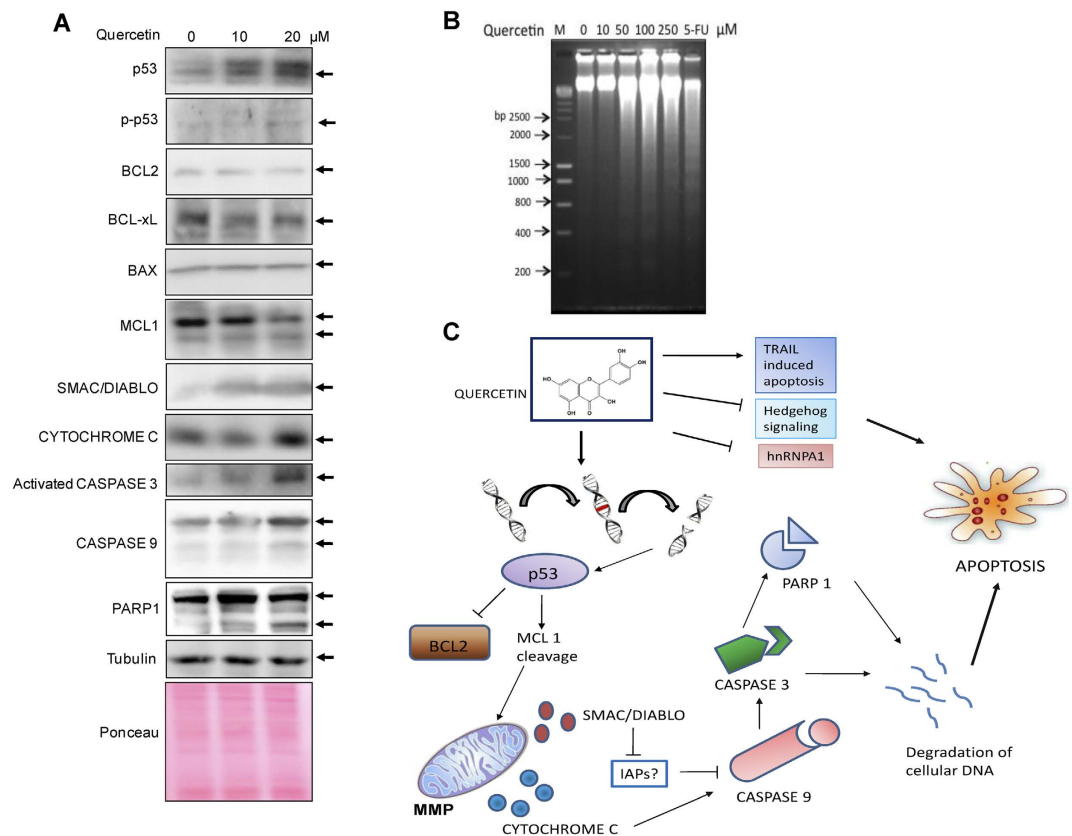 A
Quercetin 0 10 20 μM
p53
p-p53
BCL2
BCL-xL
BAX
MCL1
SMAC/DIABLO
CYTOCHROME C
Activated CASPASE 3
CASPASE 9
PARP1
Tubulin
Ponceau
B
Quercetin M 0 10 50 100 250 5-FU μM
bp 2500
2000
1500
1000
800
400
200
C
QUERCETIN
OH
OH
HO
O
OH
OH
O
TRAIL
induced
apoptosis
Hedgehog
signaling
hnRNPA1
p53
BCL2
MCL 1
cleavage
MMP
SMAC/DIABLO
IAPs?
CYTOCHROME C
CASPASE 9
CASPASE 3
PARP 1
Degradation of
cellular DNA
APOPTOSIS